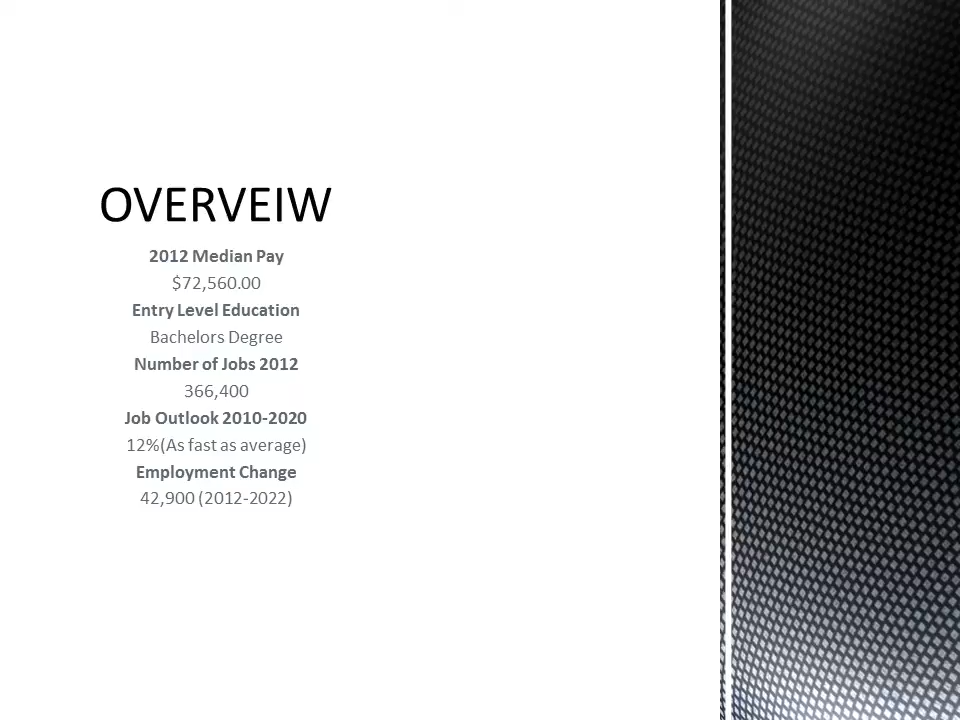 OVERVEIW
2012 Median Pay
$72,560.00
Entry Level Education
Bachelors Degree
Number of Jobs 2012
366,400
Job Outlook 2010-2020
12%(As fast as average)
Employment Change
42,900 (2012-2022)